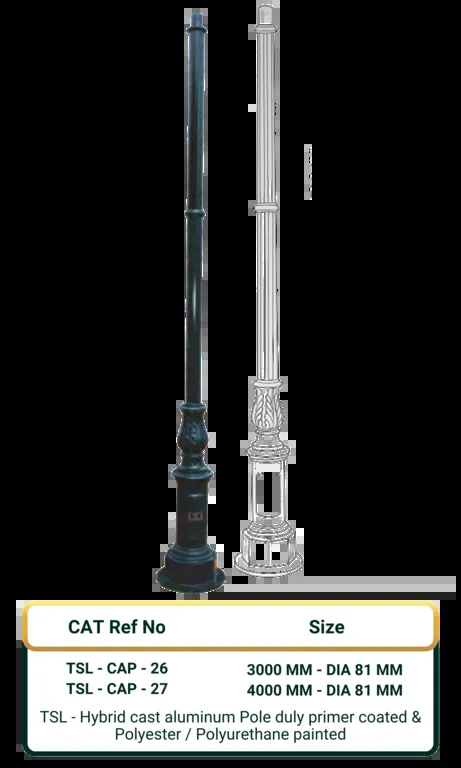 CAT Ref No Size
TSL - CAP - 26 3000 MM - DIA 81 MM
TSL - CAP - 27 4000 MM - DIA 81 MM
TSL - Hybrid cast aluminum Pole duly primer coated &
Polyester / Polyurethane painted